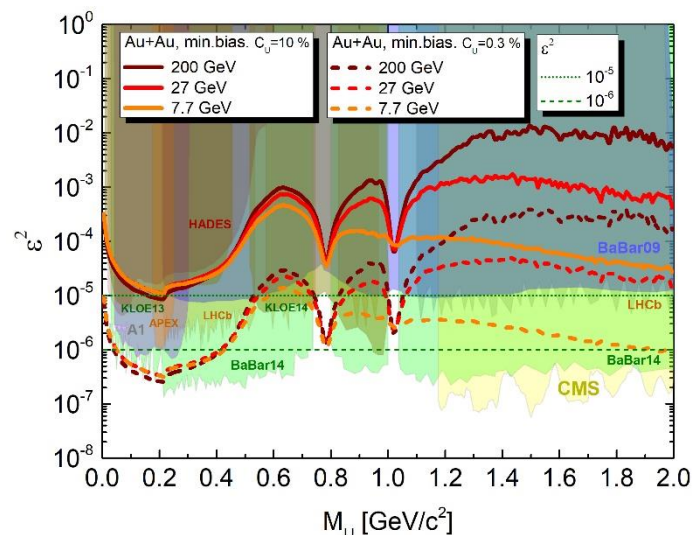 10⁰
10⁻¹
10⁻²
10⁻³
10⁻⁴
10⁻⁵
10⁻⁶
10⁻⁷
10⁻⁸
ε²
Au+Au, min.bias. C_U=10 %
200 GeV
27 GeV
7.7 GeV
Au+Au, min.bias. C_U=0.3 %
200 GeV
27 GeV
7.7 GeV
ε²
10⁻⁵
10⁻⁶
HADES
BaBar09
KLOE13
A1
APEX
LHCb
KLOE14
LHCb
BaBar14
BaBar14
CMS
0.0 0.2 0.4 0.6 0.8 1.0 1.2 1.4 1.6 1.8 2.0
M_U [GeV/c²]